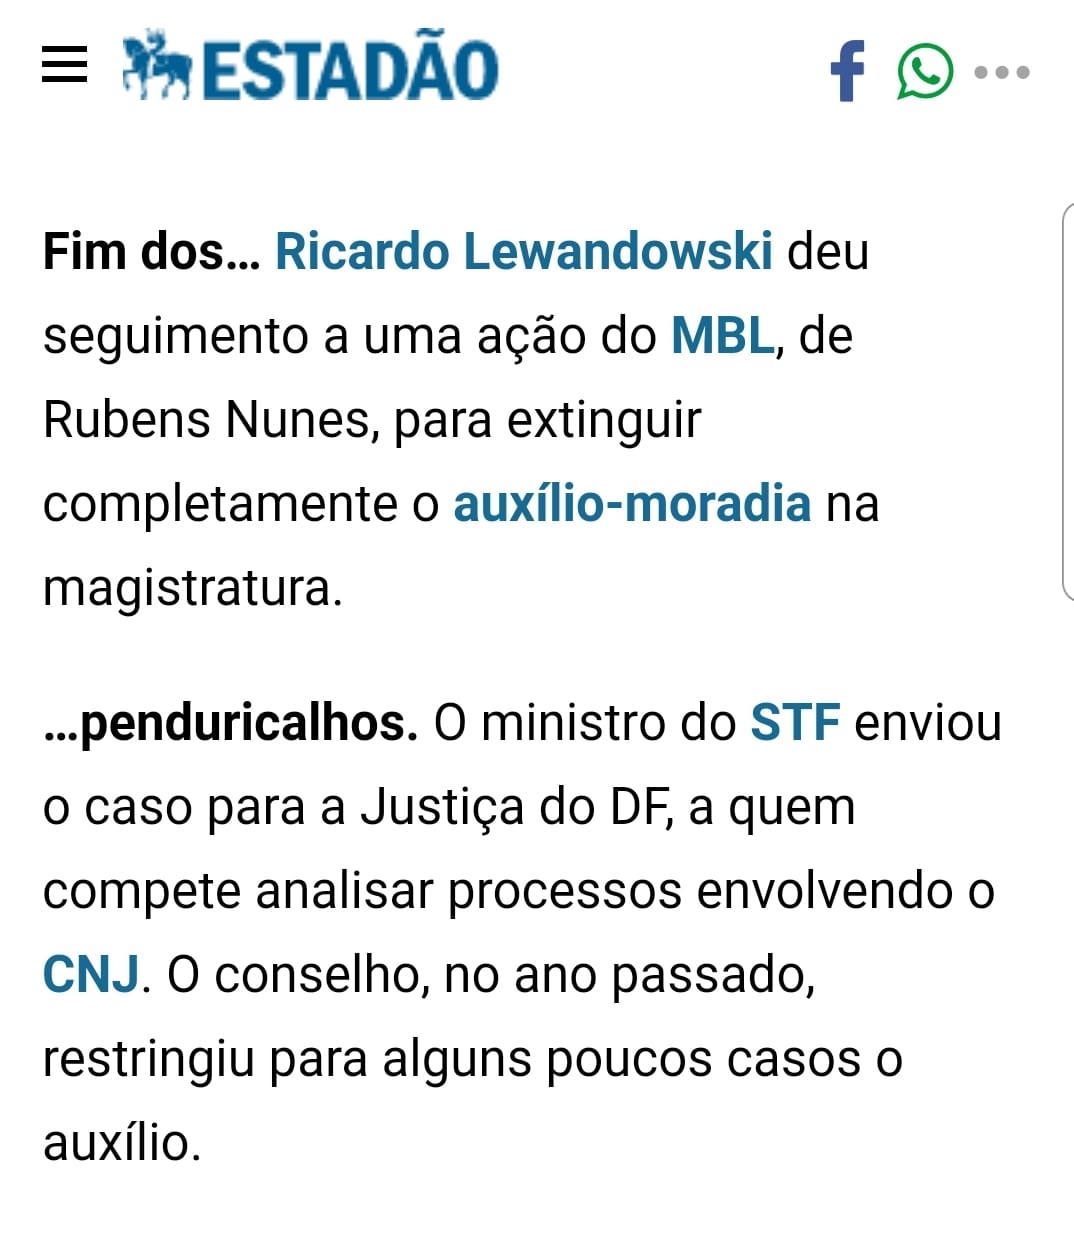 ESTADÃO
Fim dos... Ricardo Lewandowski deu
seguimento a uma ação do MBL, de
Rubens Nunes, para extinguir
completamente o auxílio-moradia na
magistratura.
...penduricalhos. O ministro do STF enviou
o caso para a Justiça do DF, a quem
compete analisar processos envolvendo o
CNJ. O conselho, no ano passado,
restringiu para alguns poucos casos o
auxílio.